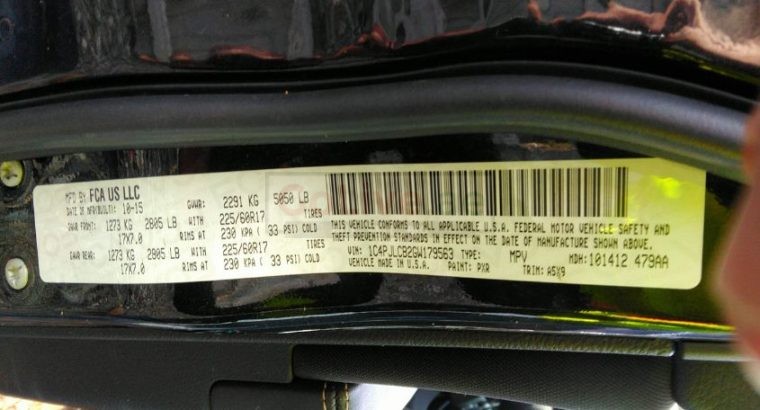 MFD BY FCA US LLC
DATE OF MFR(BUILT): 10-15 GVWR: 2291 KG 5050 LB
GAWR FRONT: 1273 KG 2805 LB WITH 225/60R17 TIRES
17X7.0 RIMS AT 230 KPA ( 33 PSI) COLD
GAWR REAR: 1273 KG 2805 LB WITH 225/60R17 TIRES
17X7.0 RIMS AT 230 KPA ( 33 PSI) COLD
THIS VEHICLE CONFORMS TO ALL APPLICABLE U.S.A. FEDERAL MOTOR VEHICLE SAFETY AND
THEFT PREVENTION STANDARDS IN EFFECT ON THE DATE OF MANUFACTURE SHOWN ABOVE.
VIN: 1C4PJLCB2GW179563 TYPE: MPV MDH: 101412 479AA
VEHICLE MADE IN U.S.A. PAINT: PXR TRIM: A5X9